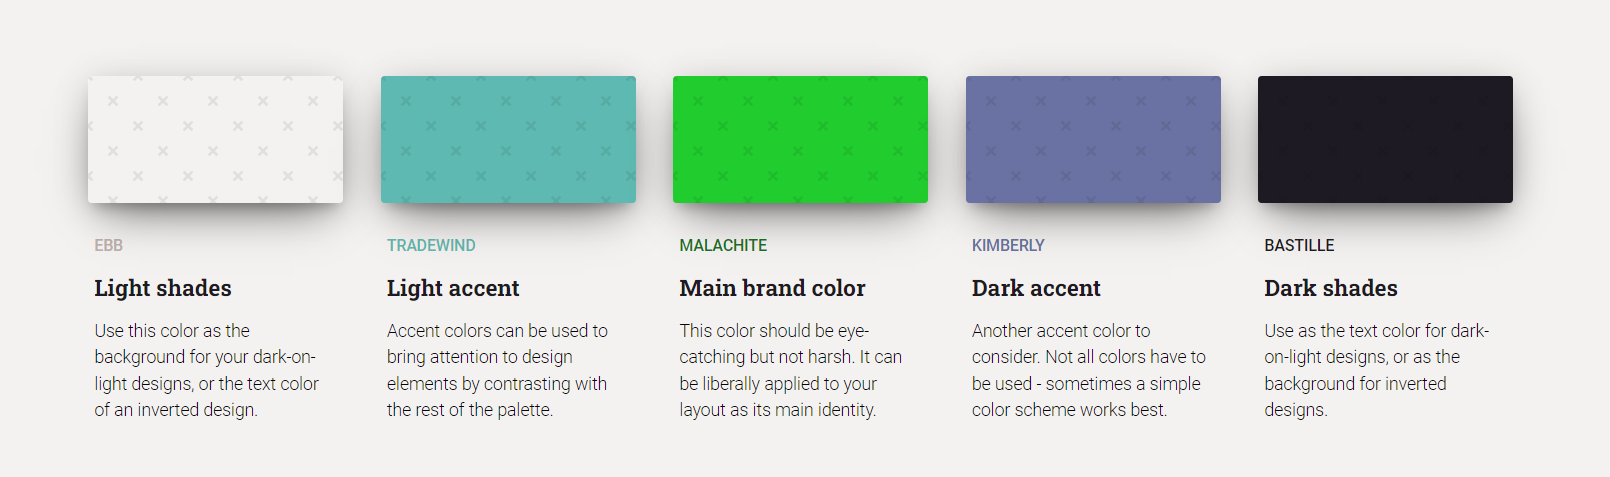 EBB
Light shades
Use this color as the
background for your dark-on-
light designs, or the text color
of an inverted design.
TRADEWIND
Light accent
Accent colors can be used to
bring attention to design
elements by contrasting with
the rest of the palette.
MALACHITE
Main brand color
This color should be eye-
catching but not harsh. It can
be liberally applied to your
layout as its main identity.
KIMBERLY
Dark accent
Another accent color to
consider. Not all colors have to
be used - sometimes a simple
color scheme works best.
BASTILLE
Dark shades
Use as the text color for dark-
on-light designs, or as the
background for inverted
designs.